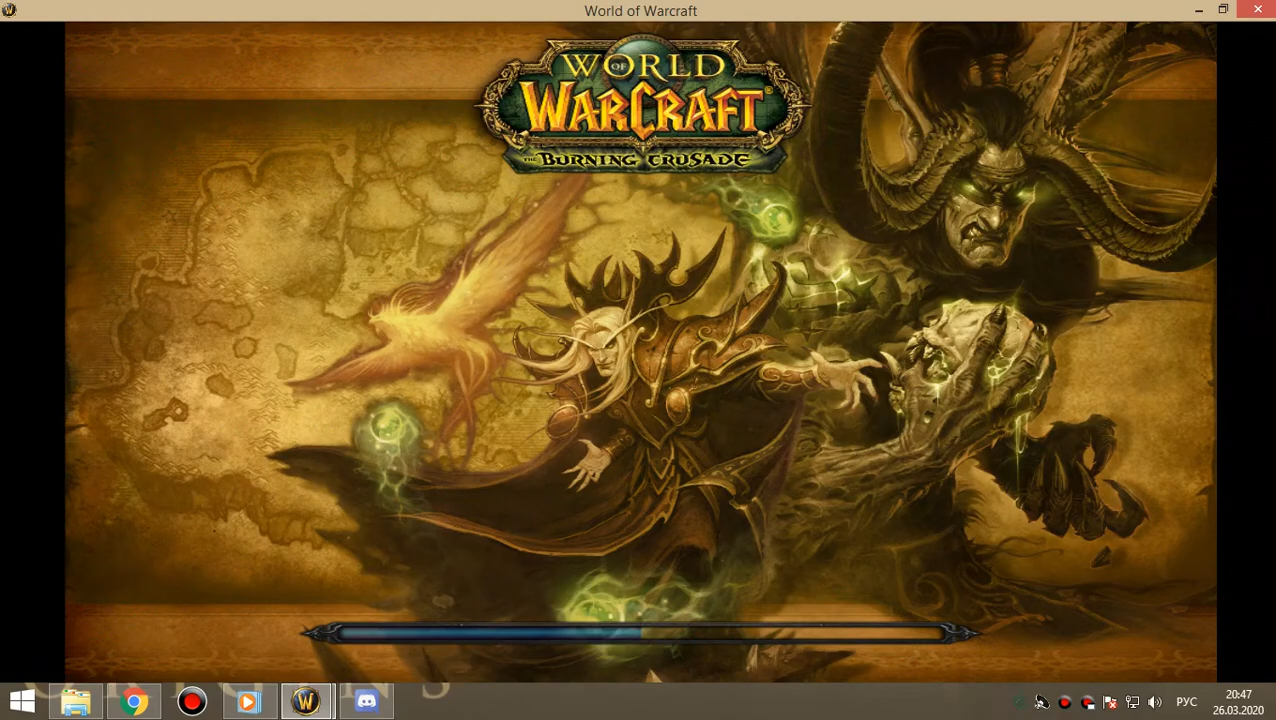 World of Warcraft
WORLD
OF
WARCRAFT®
THE BURNING CRUSADE
РУС
20:47
26.03.2020